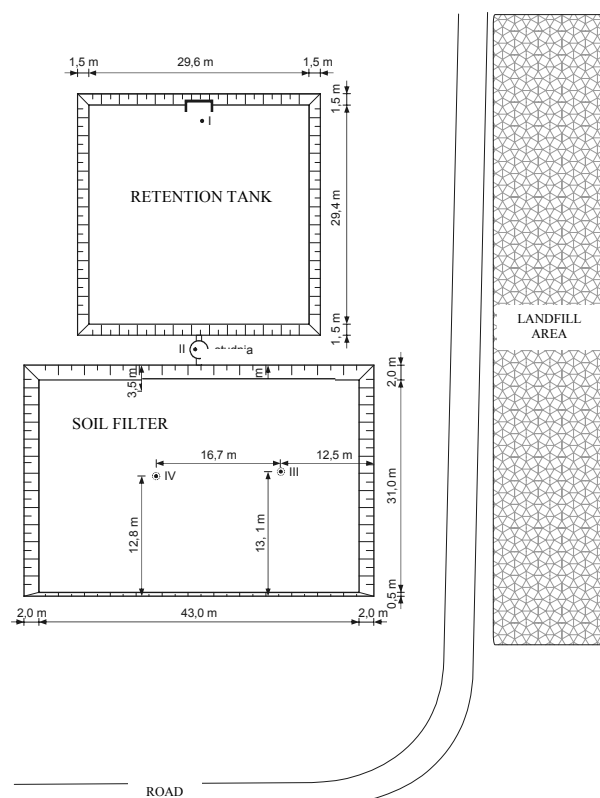 1,5 m 29,6 m 1,5 m
1,5 m
I
RETENTION TANK
29,4 m
1,5 m
LANDFILL
AREA
II
2,0 m
3,5 m
m
SOIL FILTER
16,7 m 12,5 m
IV III
31,0 m
12,8 m
13, 1 m
0,5 m
2,0 m 43,0 m 2,0 m
ROAD